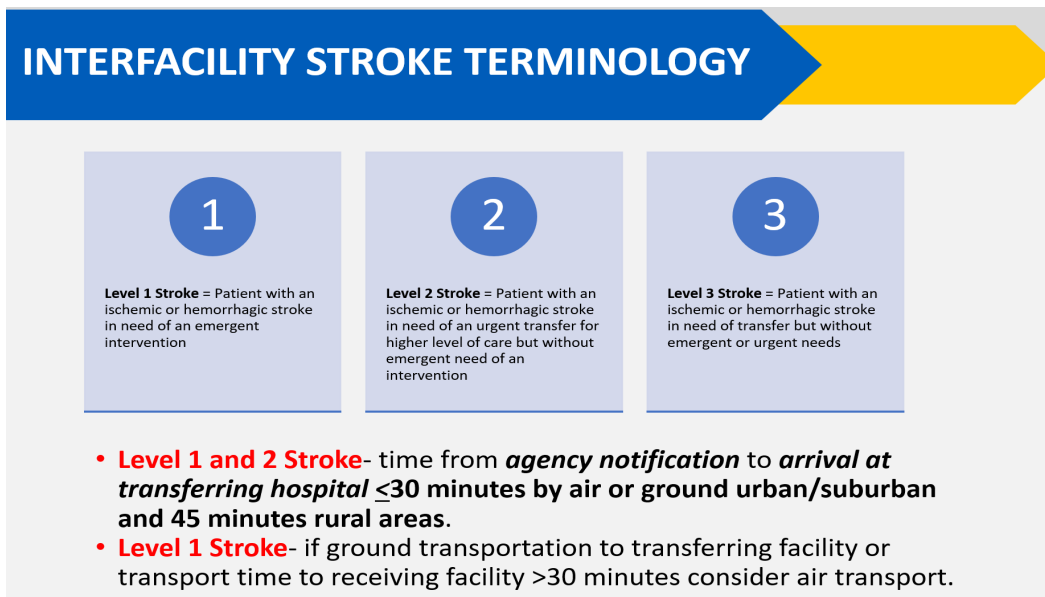 INTERFACILITY STROKE TERMINOLOGY
1
Level 1 Stroke = Patient with an
ischemic or hemorrhagic stroke
in need of an emergent
intervention
2
Level 2 Stroke = Patient with an
ischemic or hemorrhagic stroke
in need of an urgent transfer for
higher level of care but without
emergent need of an
intervention
3
Level 3 Stroke = Patient with an
ischemic or hemorrhagic stroke
in need of transfer but without
emergent or urgent needs
• Level 1 and 2 Stroke- time from agency notification to arrival at
transferring hospital <30 minutes by air or ground urban/suburban
and 45 minutes rural areas.
• Level 1 Stroke- if ground transportation to transferring facility or
transport time to receiving facility >30 minutes consider air transport.